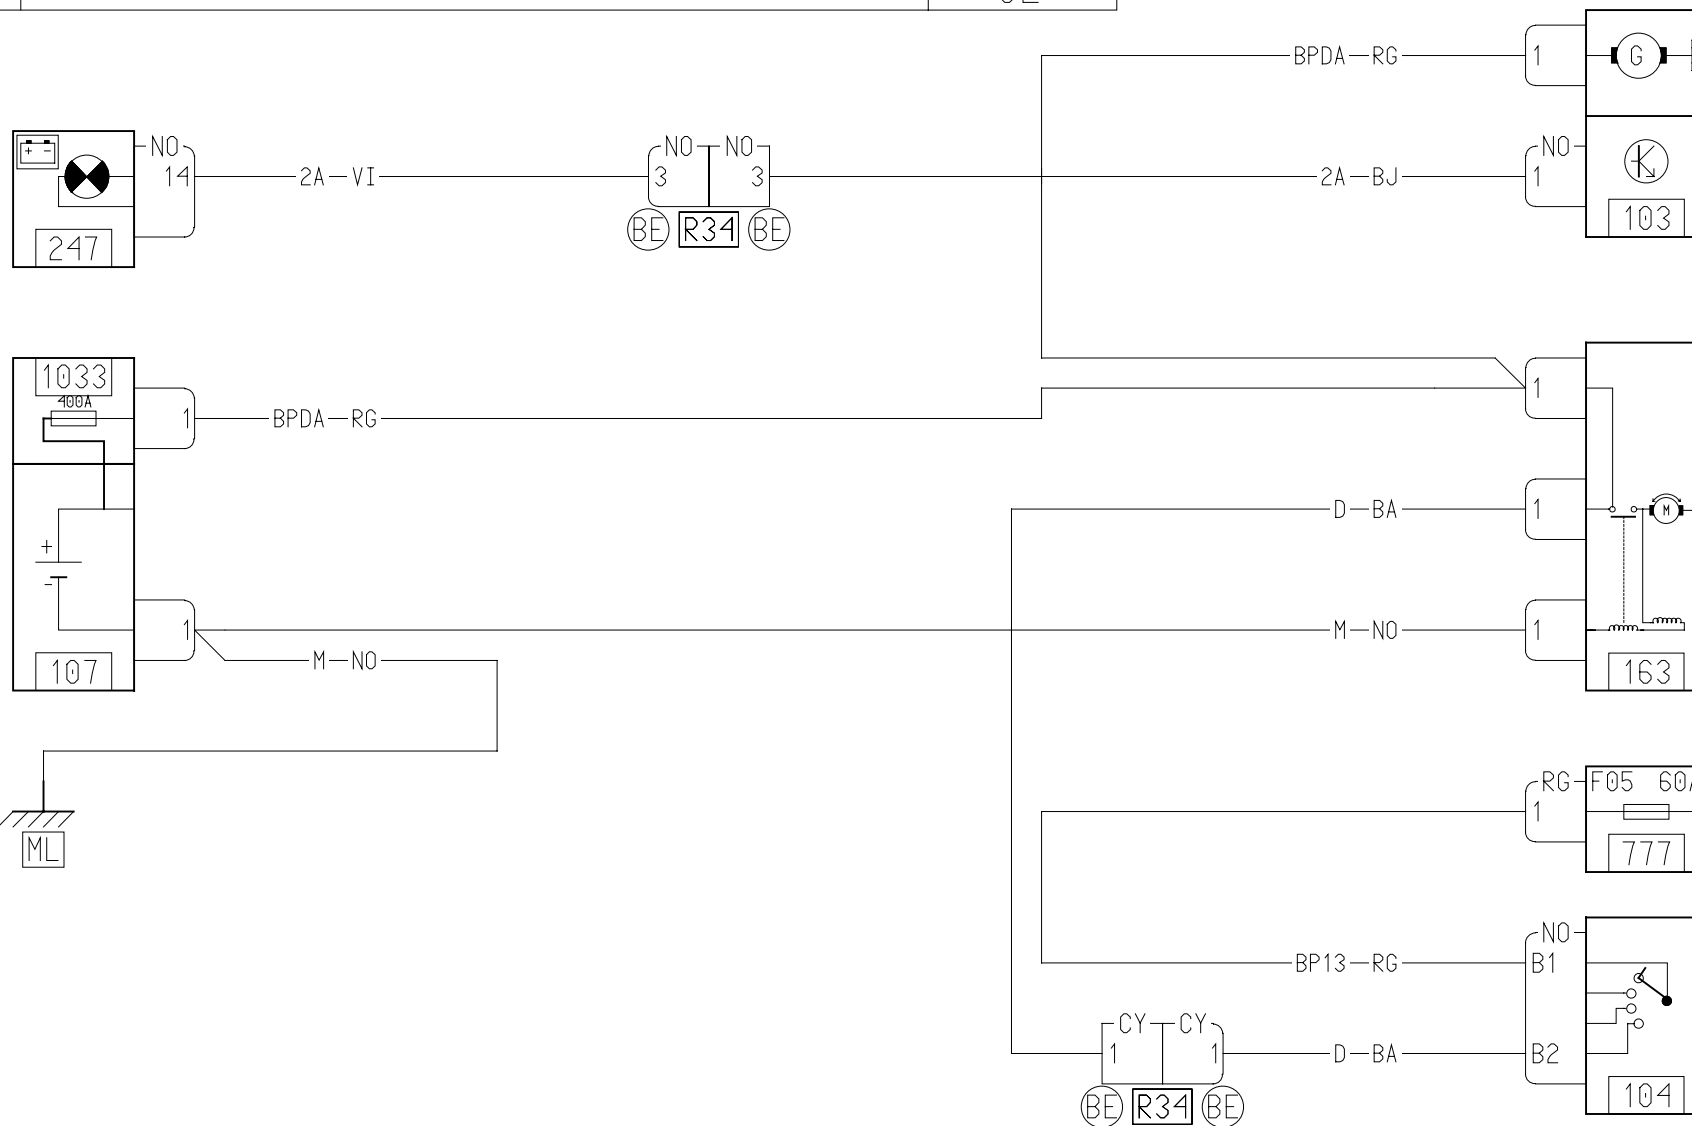 BPDA RG 1 G
NO 14 2A VI NO NO 3 3 2A BJ NO 1
+ -
BE R34 BE
247
103
1033
400A
1 BPDA RG 1
D BA 1 M
+
-
1 M NO 1
M NO
107
163
RG F05 60A
1
ML
777
NO
BP13 RG B1
CY CY
1 1 D BA B2
BE R34 BE
104